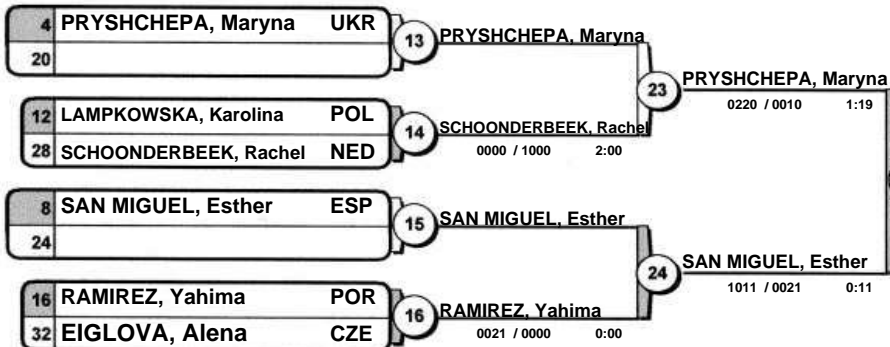 4 PRYSHCHEPA, Maryna UKR
20
13
PRYSHCHEPA, Maryna
12 LAMPKOWSKA, Karolina POL
28 SCHOONDERBEEK, Rachel NED
14
SCHOONDERBEEK, Rachel
0000 / 1000 2:00
23
PRYSHCHEPA, Maryna
0220 / 0010 1:19
8 SAN MIGUEL, Esther ESP
24
15
SAN MIGUEL, Esther
16 RAMIREZ, Yahima POR
32 EIGLOVA, Alena CZE
16
RAMIREZ, Yahima
0021 / 0000 0:00
24
SAN MIGUEL, Esther
1011 / 0021 0:11